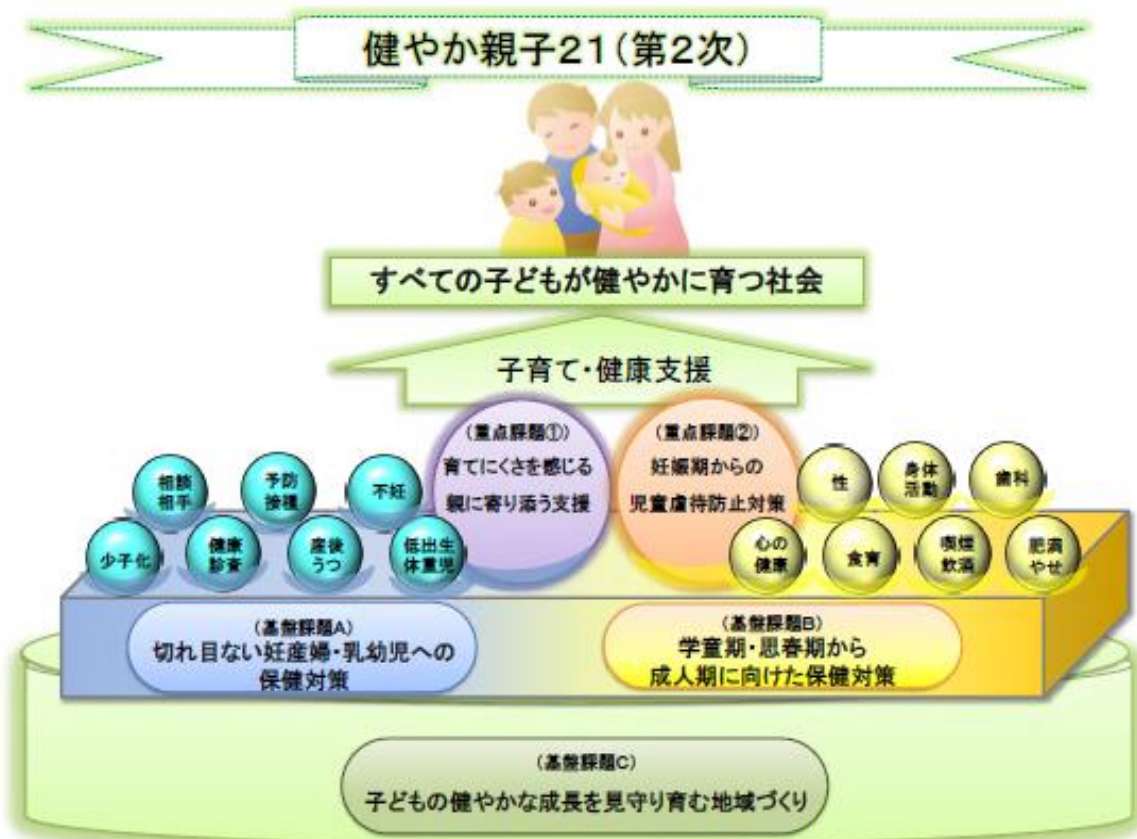 健やか親子21(第2次)
すべての子どもが健やかに育つ社会
子育て・健康支援
(重点課題①)
育てにくさを感じる
親に寄り添う支援
(重点課題②)
妊娠期からの
児童虐待防止対策
相談
相手
予防
接種
不妊
少子化
健康
診査
産後
うつ
低出生
体重児
性
身体
活動
歯科
心の
健康
食育
喫煙
飲酒
肥満
やせ
(基盤課題A)
切れ目ない妊産婦・乳幼児への
保健対策
(基盤課題B)
学童期・思春期から
成人期に向けた保健対策
(基盤課題C)
子どもの健やかな成長を見守り育む地域づくり